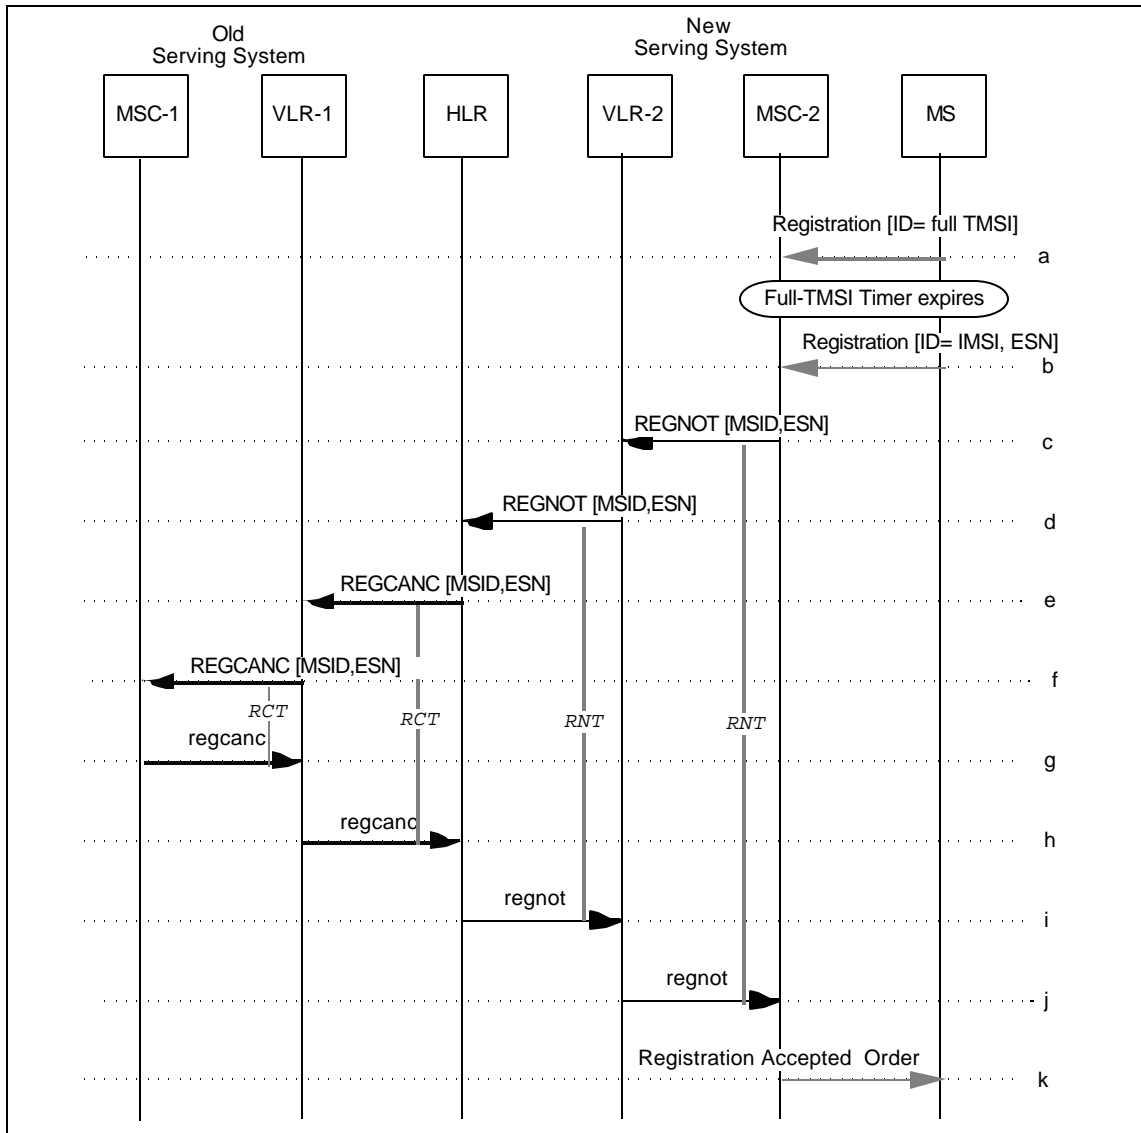 Old
Serving System
New
Serving System
MSC-1
VLR-1
HLR
VLR-2
MSC-2
MS
Registration [ID= full TMSI]
a
Full-TMSI Timer expires
Registration [ID= IMSI, ESN]
b
REGNOT [MSID,ESN]
c
REGNOT [MSID,ESN]
d
REGCANC [MSID,ESN]
e
REGCANC [MSID,ESN]
f
RCT
RCT
RNT
RNT
regcanc
g
regcanc
h
regnot
i
regnot
j
Registration Accepted Order
k